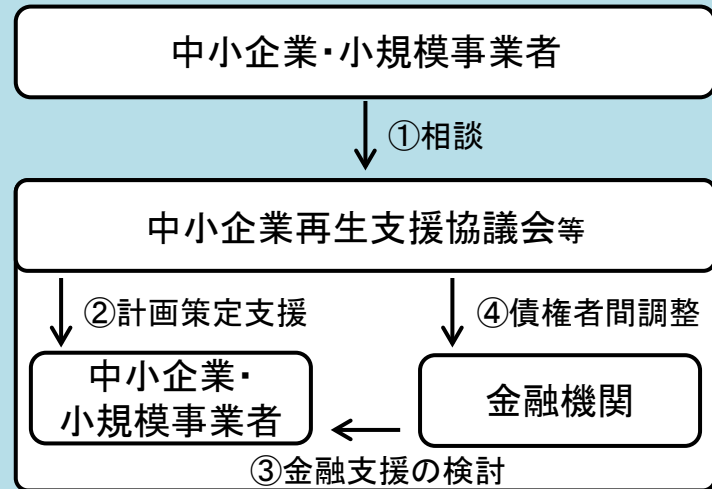 中小企業・小規模事業者
①相談
中小企業再生支援協議会等
②計画策定支援
④債権者間調整
中小企業・
小規模事業者
金融機関
③金融支援の検討